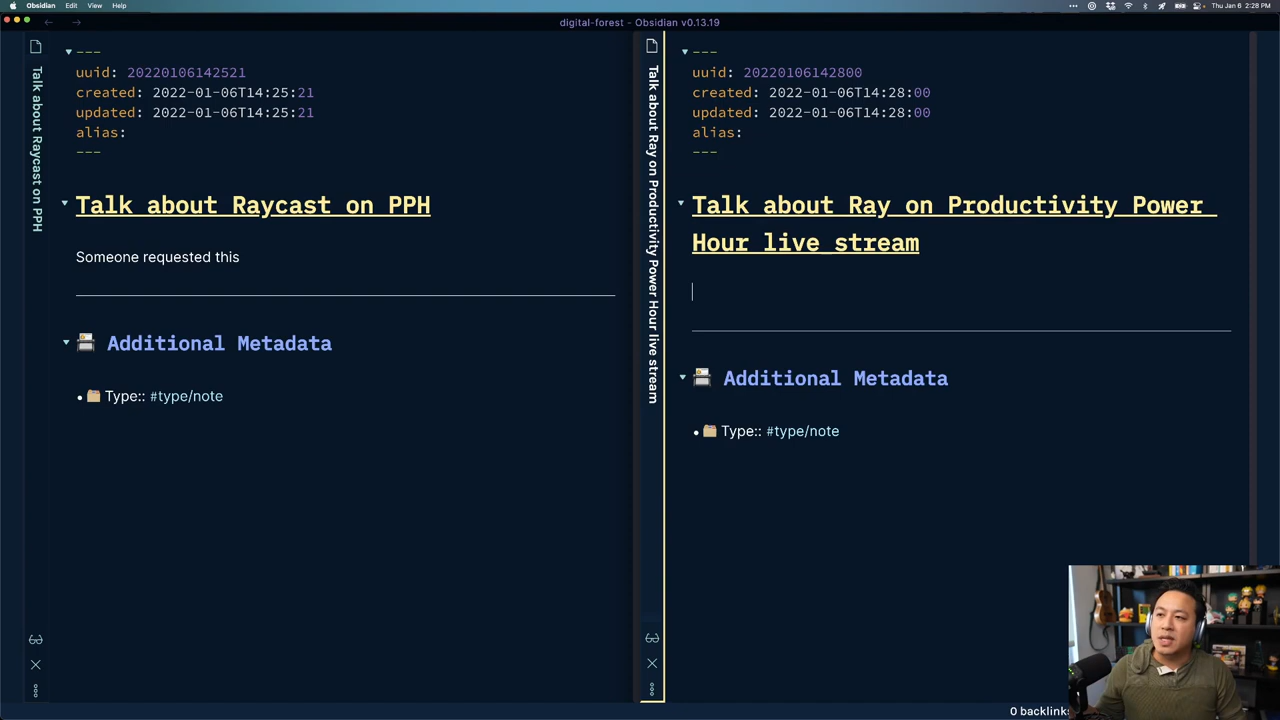 Obsidian Edit View Help
Thu Jan 6 2:28 PM
digital-forest - Obsidian v0.13.19
Talk about Raycast on PPH
---
uuid: 20220106142521
created: 2022-01-06T14:25:21
updated: 2022-01-06T14:25:21
alias:
---
Talk about Raycast on PPH
Someone requested this
Additional Metadata
Type:: #type/note
Talk about Ray on Productivity Power Hour live stream
---
uuid: 20220106142800
created: 2022-01-06T14:28:00
updated: 2022-01-06T14:28:00
alias:
---
Talk about Ray on Productivity Power
Hour live stream
Additional Metadata
Type:: #type/note
0 backlinks